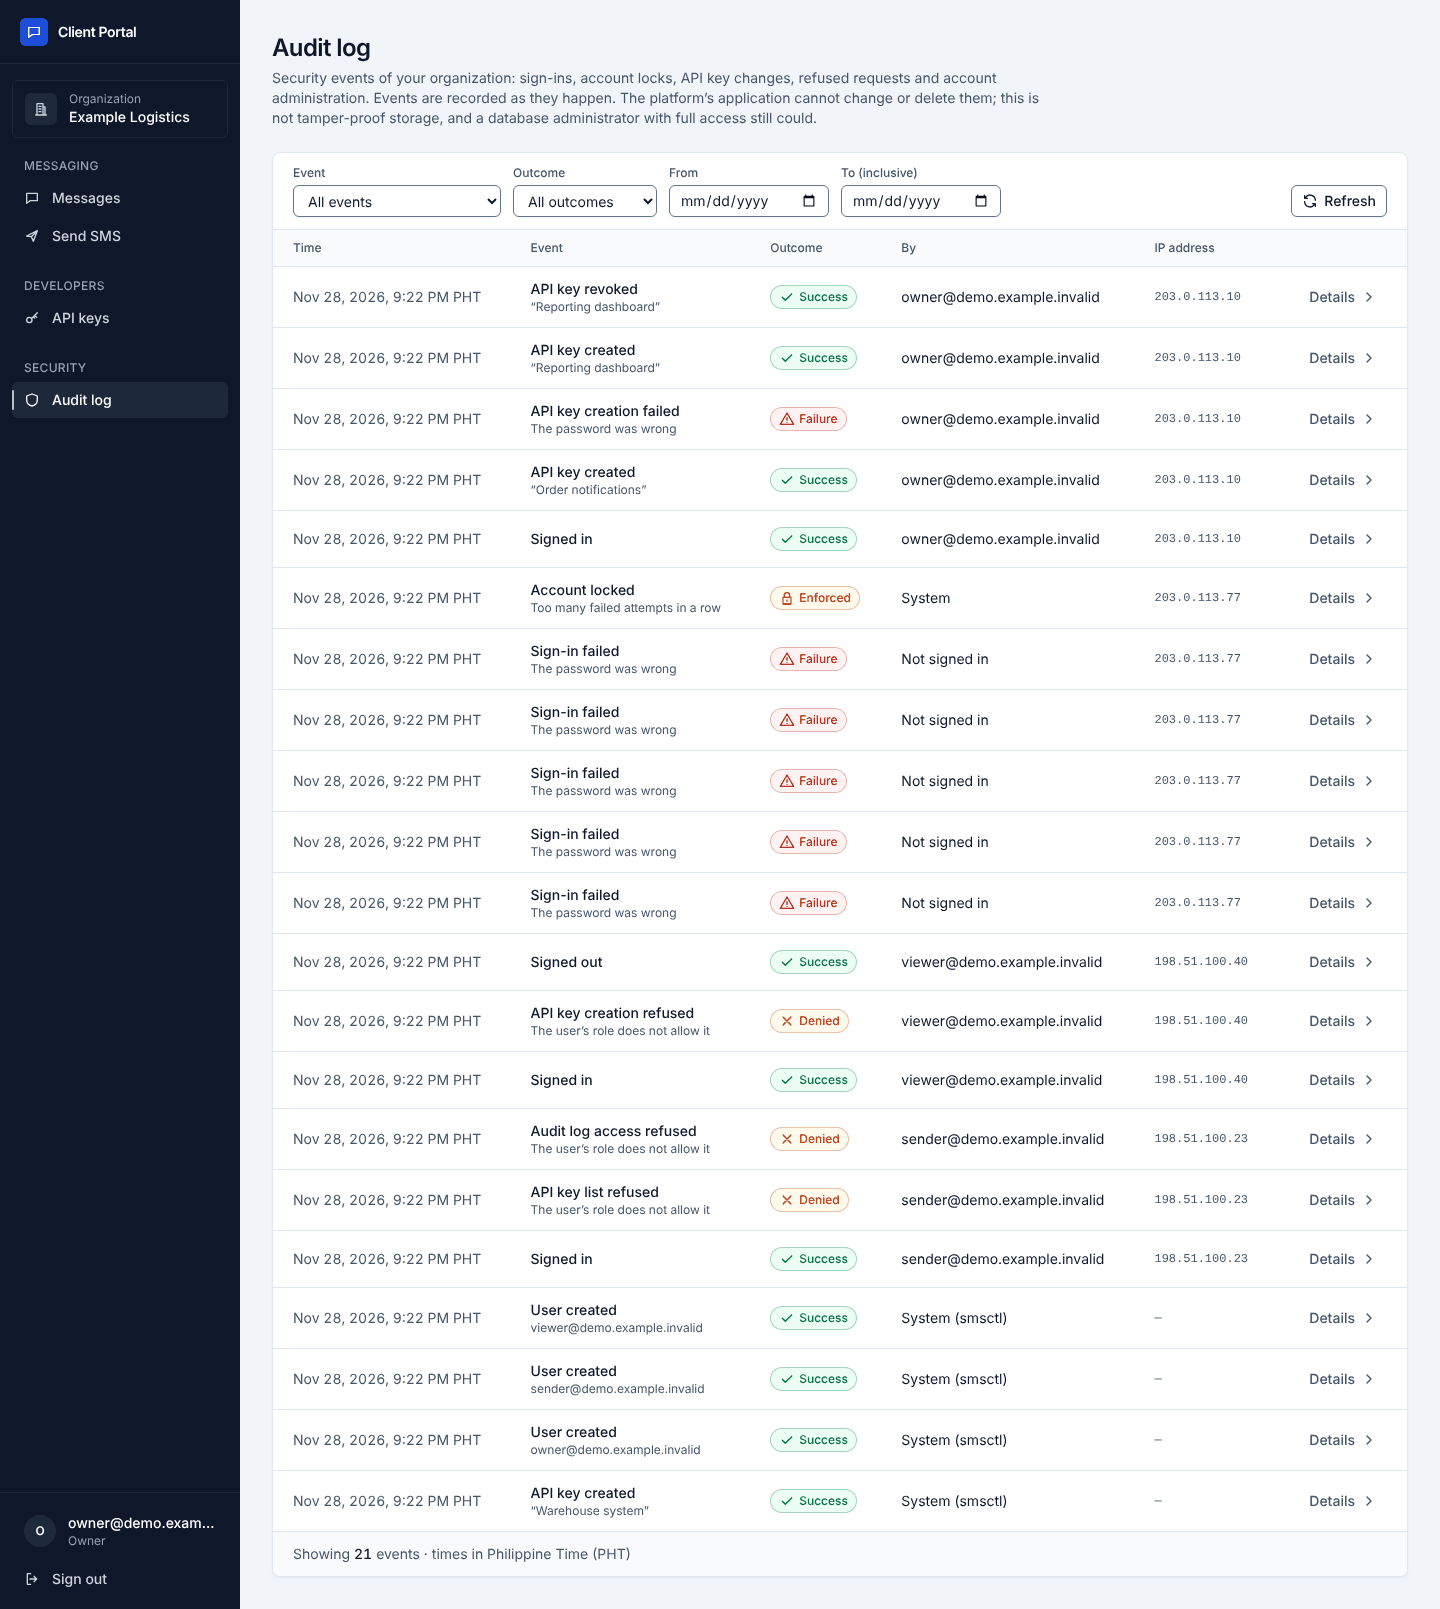 Client Portal
Organization
Example Logistics
MESSAGING
Messages
Send SMS
DEVELOPERS
API keys
SECURITY
Audit log
O
owner@demo.exam...
Owner
Sign out
Audit log
Security events of your organization: sign-ins, account locks, API key changes, refused requests and account
administration. Events are recorded as they happen. The platform’s application cannot change or delete them; this is
not tamper-proof storage, and a database administrator with full access still could.
Event Outcome From To (inclusive)
All events All outcomes mm/dd/yyyy mm/dd/yyyy Refresh
Time Event Outcome By IP address
Nov 28, 2026, 9:22 PM PHT API key revoked Success owner@demo.example.invalid 203.0.113.10 Details
“Reporting dashboard”
Nov 28, 2026, 9:22 PM PHT API key created Success owner@demo.example.invalid 203.0.113.10 Details
“Reporting dashboard”
Nov 28, 2026, 9:22 PM PHT API key creation failed Failure owner@demo.example.invalid 203.0.113.10 Details
The password was wrong
Nov 28, 2026, 9:22 PM PHT API key created Success owner@demo.example.invalid 203.0.113.10 Details
“Order notifications”
Nov 28, 2026, 9:22 PM PHT Signed in Success owner@demo.example.invalid 203.0.113.10 Details
Nov 28, 2026, 9:22 PM PHT Account locked Enforced System 203.0.113.77 Details
Too many failed attempts in a row
Nov 28, 2026, 9:22 PM PHT Sign-in failed Failure Not signed in 203.0.113.77 Details
The password was wrong
Nov 28, 2026, 9:22 PM PHT Sign-in failed Failure Not signed in 203.0.113.77 Details
The password was wrong
Nov 28, 2026, 9:22 PM PHT Sign-in failed Failure Not signed in 203.0.113.77 Details
The password was wrong
Nov 28, 2026, 9:22 PM PHT Sign-in failed Failure Not signed in 203.0.113.77 Details
The password was wrong
Nov 28, 2026, 9:22 PM PHT Sign-in failed Failure Not signed in 203.0.113.77 Details
The password was wrong
Nov 28, 2026, 9:22 PM PHT Signed out Success viewer@demo.example.invalid 198.51.100.40 Details
Nov 28, 2026, 9:22 PM PHT API key creation refused Denied viewer@demo.example.invalid 198.51.100.40 Details
The user’s role does not allow it
Nov 28, 2026, 9:22 PM PHT Signed in Success viewer@demo.example.invalid 198.51.100.40 Details
Nov 28, 2026, 9:22 PM PHT Audit log access refused Denied sender@demo.example.invalid 198.51.100.23 Details
The user’s role does not allow it
Nov 28, 2026, 9:22 PM PHT API key list refused Denied sender@demo.example.invalid 198.51.100.23 Details
The user’s role does not allow it
Nov 28, 2026, 9:22 PM PHT Signed in Success sender@demo.example.invalid 198.51.100.23 Details
Nov 28, 2026, 9:22 PM PHT User created Success System (smsctl) – Details
viewer@demo.example.invalid
Nov 28, 2026, 9:22 PM PHT User created Success System (smsctl) – Details
sender@demo.example.invalid
Nov 28, 2026, 9:22 PM PHT User created Success System (smsctl) – Details
owner@demo.example.invalid
Nov 28, 2026, 9:22 PM PHT API key created Success System (smsctl) – Details
“Warehouse system”
Showing 21 events · times in Philippine Time (PHT)